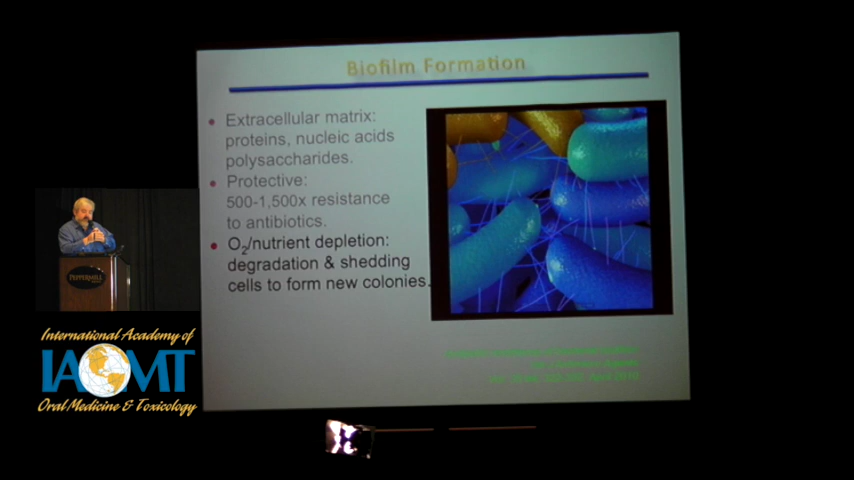 Biofilm Formation
• Extracellular matrix:
proteins, nucleic acids
polysaccharides.
• Protective:
500-1,500x resistance
to antibiotics.
• O₂/nutrient depletion:
degradation & shedding
cells to form new colonies.
PEPPERMILL
International Academy of
IAOMT
Oral Medicine & Toxicology